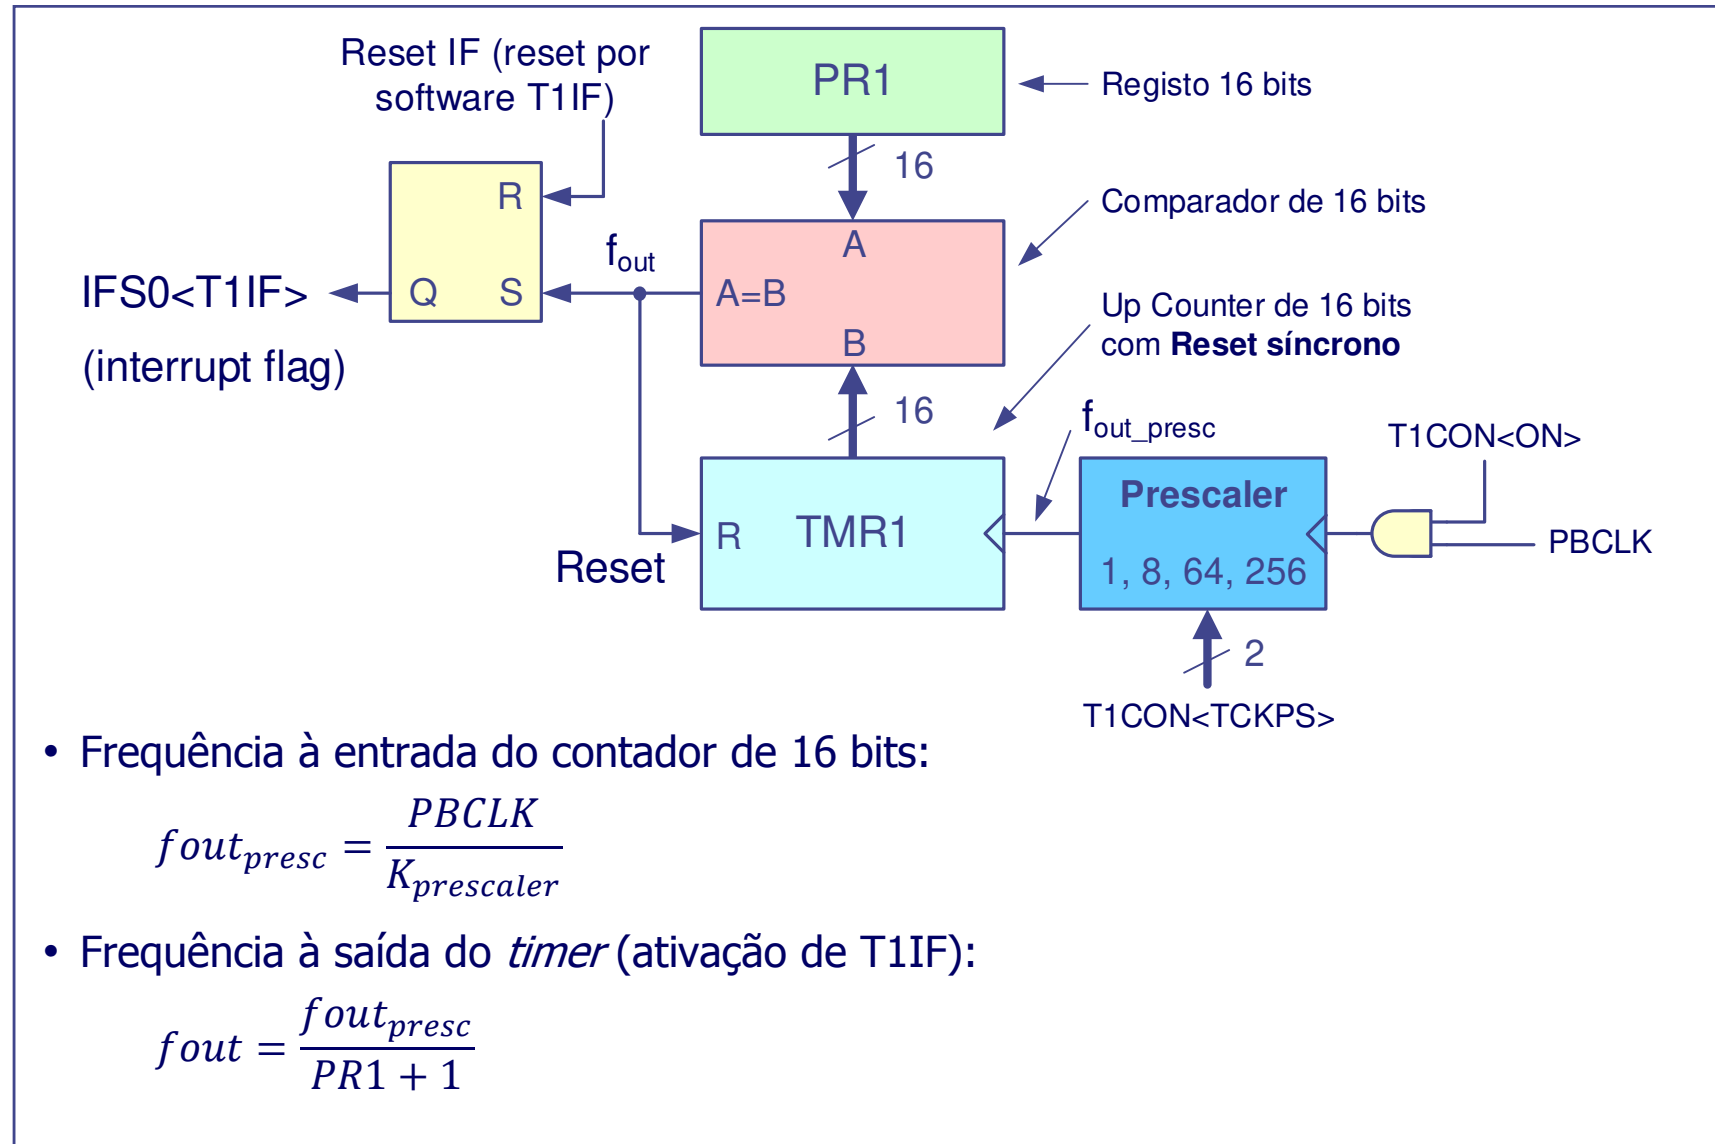 Reset IF (reset por
software T1IF)
PR1
Registo 16 bits
16
R
Comparador de 16 bits
A
f_out
IFS0<T1IF>
Q
S
A=B
Up Counter de 16 bits
com Reset síncrono
B
(interrupt flag)
16
f_out_presc
T1CON<ON>
Prescaler
R
TMR1
PBCLK
Reset
1, 8, 64, 256
2
T1CON<TCKPS>
• Frequência à entrada do contador de 16 bits:
fout_presc = PBCLK / K_prescaler
• Frequência à saída do timer (ativação de T1IF):
fout = fout_presc / PR1 + 1